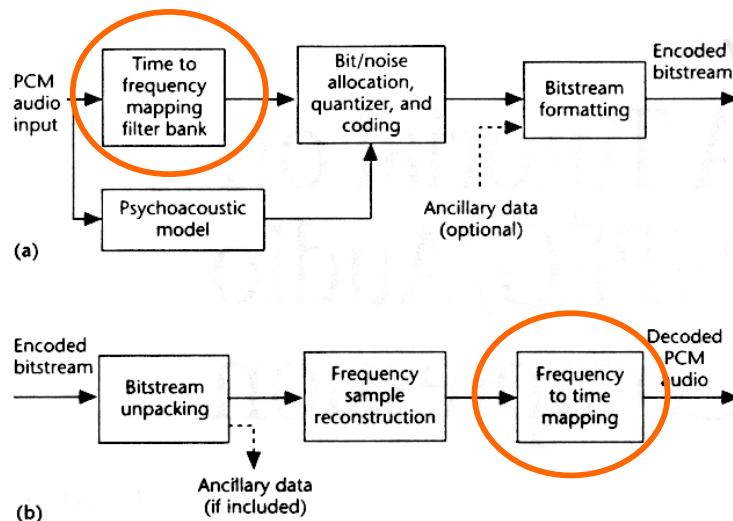 PCM
audio
input
Time to
frequency
mapping
filter bank
Bit/noise
allocation,
quantizer, and
coding
Bitstream
formatting
Encoded
bitstream
Psychoacoustic
model
Ancillary data
(optional)
(a)
Encoded
bitstream
Bitstream
unpacking
Frequency
sample
reconstruction
Frequency
to time
mapping
Decoded
PCM
audio
Ancillary data
(if included)
(b)